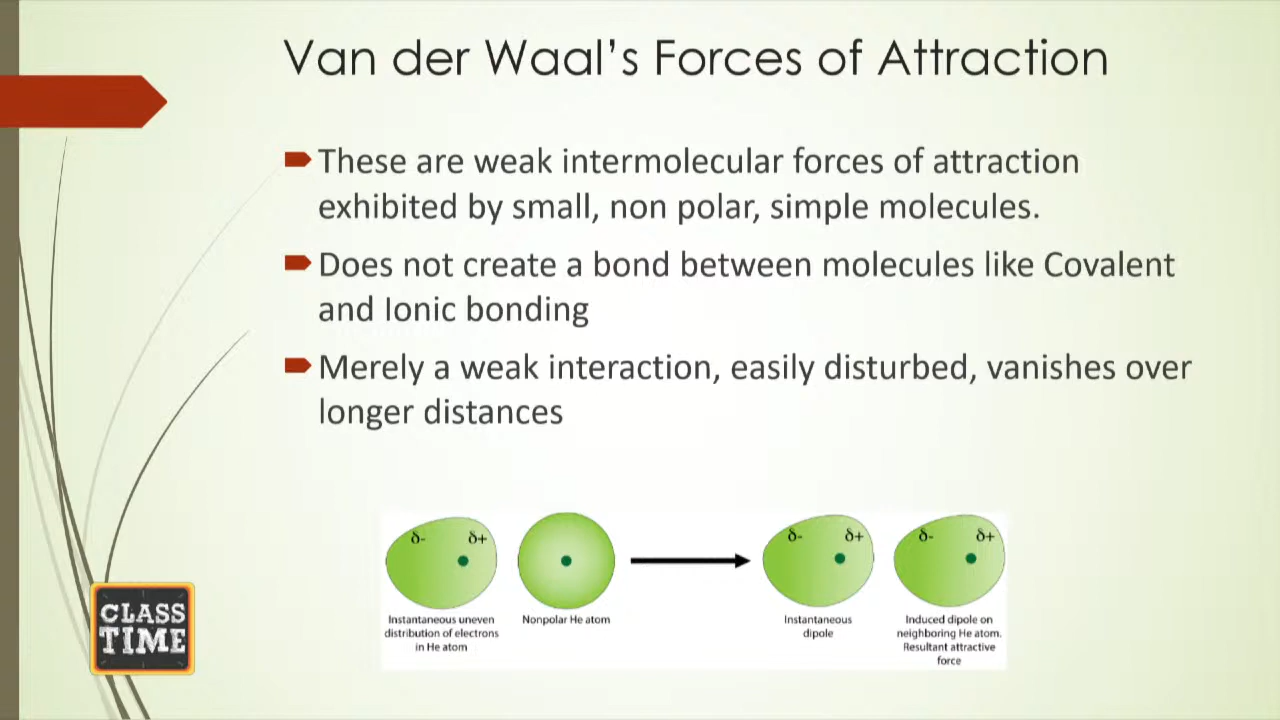 Van der Waal's Forces of Attraction
These are weak intermolecular forces of attraction
exhibited by small, non polar, simple molecules.
Does not create a bond between molecules like Covalent
and Ionic bonding
Merely a weak interaction, easily disturbed, vanishes over
longer distances
δ- δ+
δ- δ+
δ- δ+
Instantaneous uneven
distribution of electrons
in He atom
Nonpolar He atom
Instantaneous
dipole
Induced dipole on
neighboring He atom.
Resultant attractive
force
CLASS
TIME